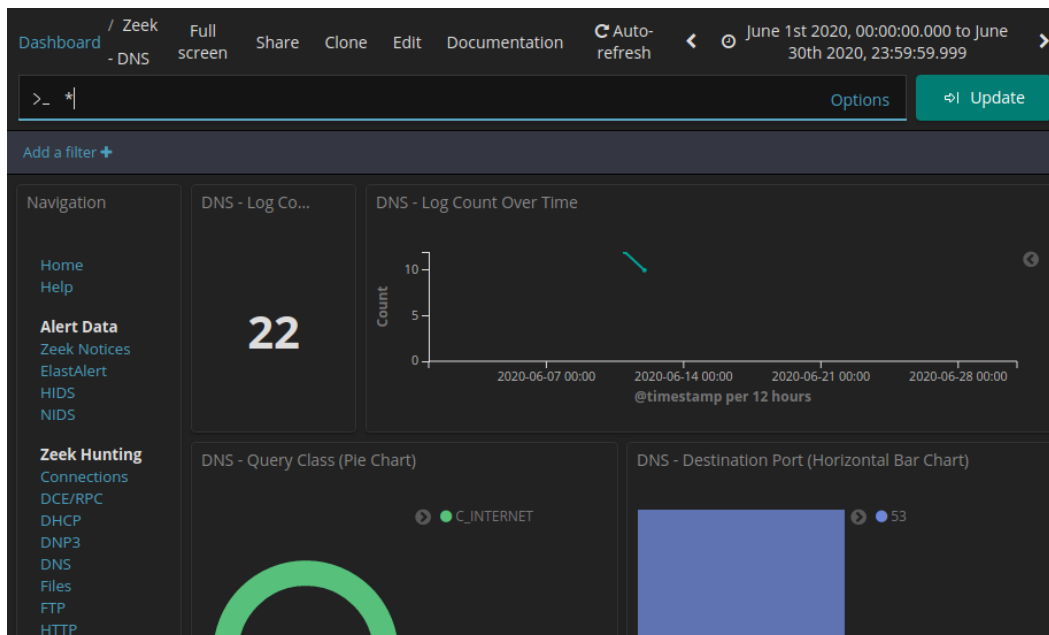 Dashboard / Zeek - DNS
Full screen
Share
Clone
Edit
Documentation
Auto-refresh
June 1st 2020, 00:00:00.000 to June 30th 2020, 23:59:59.999
>_ *
Options
Update
Add a filter +
Navigation
Home
Help
Alert Data
Zeek Notices
ElastAlert
HIDS
NIDS
Zeek Hunting
Connections
DCE/RPC
DHCP
DNP3
DNS
Files
FTP
HTTP
DNS - Log Co...
22
DNS - Log Count Over Time
Count
10
5
0
2020-06-07 00:00
2020-06-14 00:00
2020-06-21 00:00
2020-06-28 00:00
@timestamp per 12 hours
DNS - Query Class (Pie Chart)
C_INTERNET
DNS - Destination Port (Horizontal Bar Chart)
53